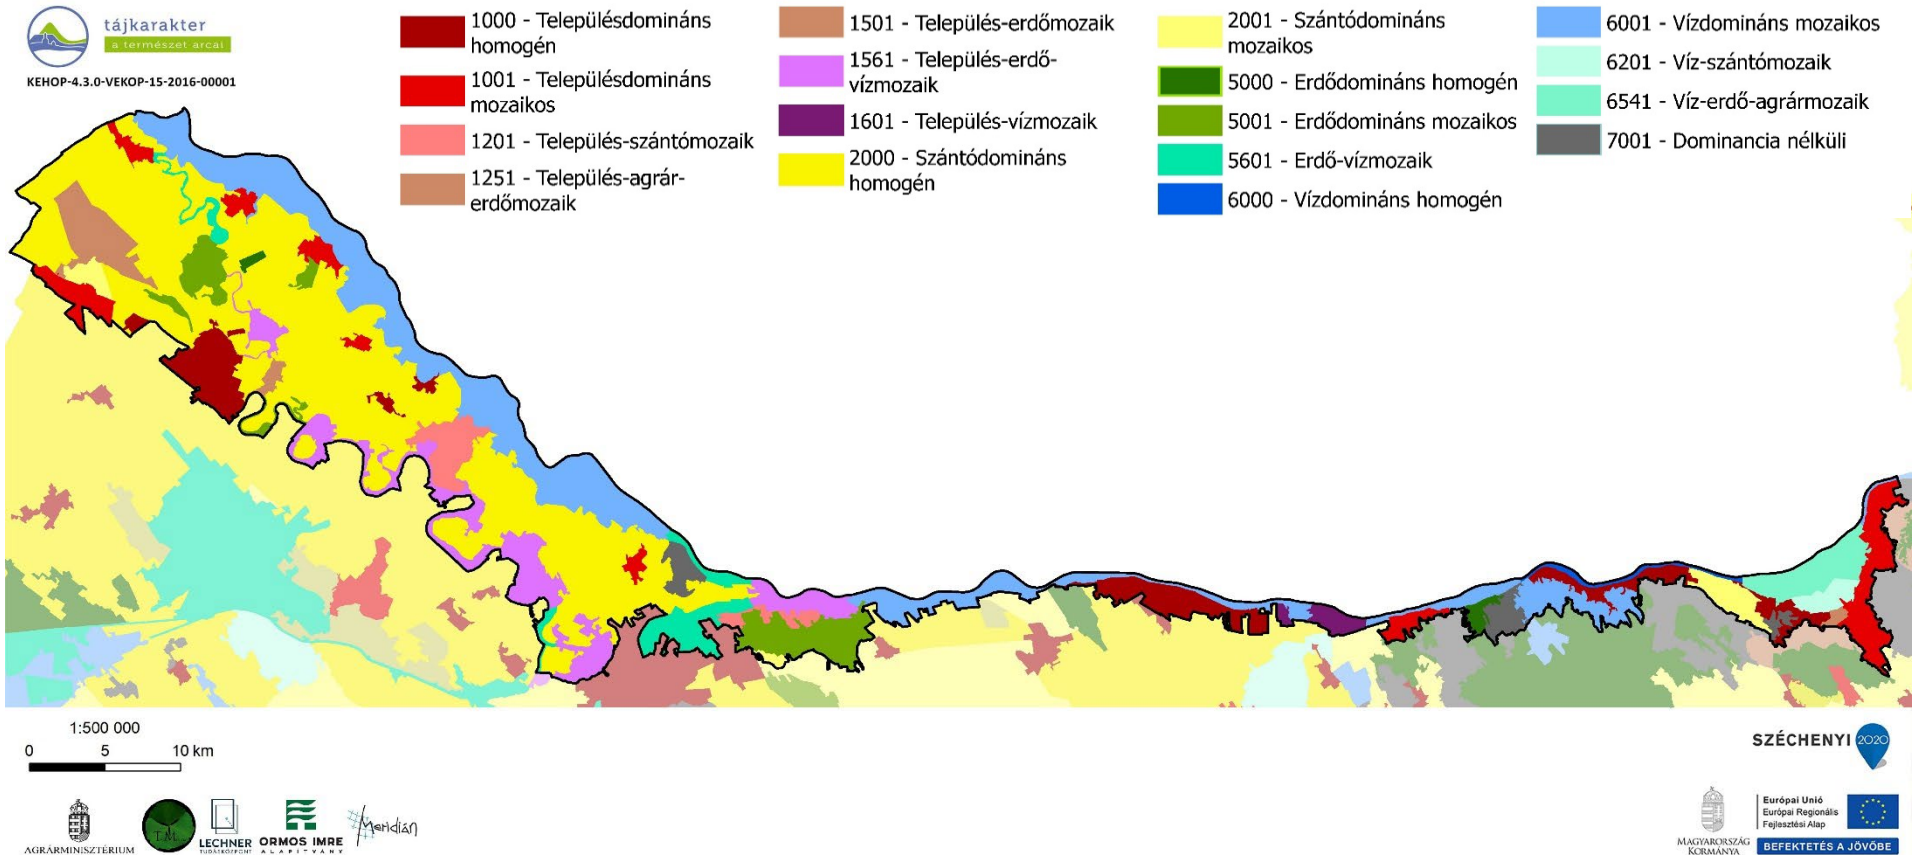 tájkarakter
a természet arcai
KEHOP-4.3.0-VEKOP-15-2016-00001
1000 - Településdomináns
homogén
1001 - Településdomináns
mozaikos
1201 - Település-szántómozaik
1251 - Település-agrár-
erdőmozaik
1501 - Település-erdőmozaik
1561 - Település-erdő-
vízmozaik
1601 - Település-vízmozaik
2000 - Szántódomináns
homogén
2001 - Szántódomináns
mozaikos
5000 - Erdődomináns homogén
5001 - Erdődomináns mozaikos
5601 - Erdő-vízmozaik
6000 - Vízdomináns homogén
6001 - Vízdomináns mozaikos
6201 - Víz-szántómozaik
6541 - Víz-erdő-agrármozaik
7001 - Dominancia nélküli
1:500 000
0 5 10 km
AGRÁRMINISZTÉRIUM
T.M.
LECHNER
TUDÁSKÖZPONT
ORMOS IMRE
ALAPÍTVÁNY
Meridián
SZÉCHENYI 2020
MAGYARORSZÁG
KORMÁNYA
Európai Unió
Európai Regionális
Fejlesztési Alap
BEFEKTETÉS A JÖVŐBE